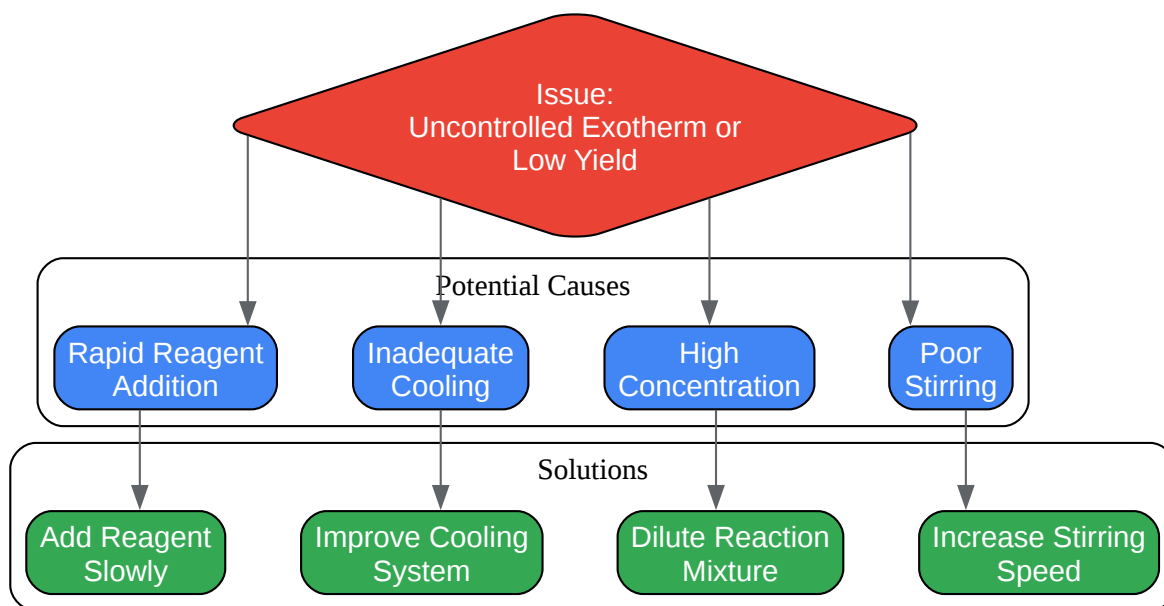 Issue:
Uncontrolled Exotherm or
Low Yield
Potential Causes
Rapid Reagent
Addition
Inadequate
Cooling
High
Concentration
Poor
Stirring
Solutions
Add Reagent
Slowly
Improve Cooling
System
Dilute Reaction
Mixture
Increase Stirring
Speed